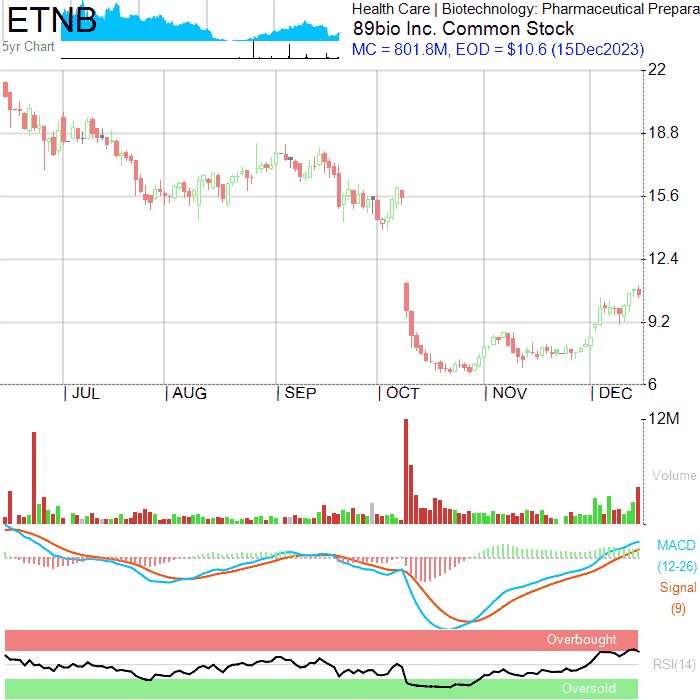 ETNB
5yr Chart
Health Care | Biotechnology: Pharmaceutical Prepara
89bio Inc. Common Stock
MC = 801.8M, EOD = $10.6 (15Dec2023)
22
18.8
15.6
12.4
9.2
6
JUL
AUG
SEP
OCT
NOV
DEC
12M
Volume
MACD
(12-26)
Signal
(9)
Overbought
RSI(14)
Oversold